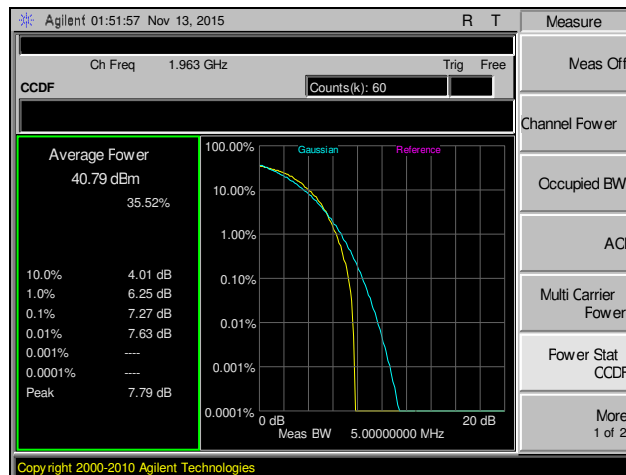 Agilent 01:51:57 Nov 13, 2015 R T
Measure
Ch Freq 1.963 GHz Trig Free
CCDF Counts(k): 60
Meas Off
Channel Fower
Occupied BW
ACP
Multi Carrier
Fower
Fower Stat
CCDF
More
1 of 2
Average Fower
40.79 dBm
35.52%
10.0% 4.01 dB
1.0% 6.25 dB
0.1% 7.27 dB
0.01% 7.63 dB
0.001% ----
0.0001% ----
Peak 7.79 dB
Gaussian Reference
100.00%
10.00%
1.00%
0.10%
0.01%
0.001%
0.0001%
0 dB 20 dB
Meas BW 5.00000000 MHz
Copyright 2000-2010 Agilent Technologies